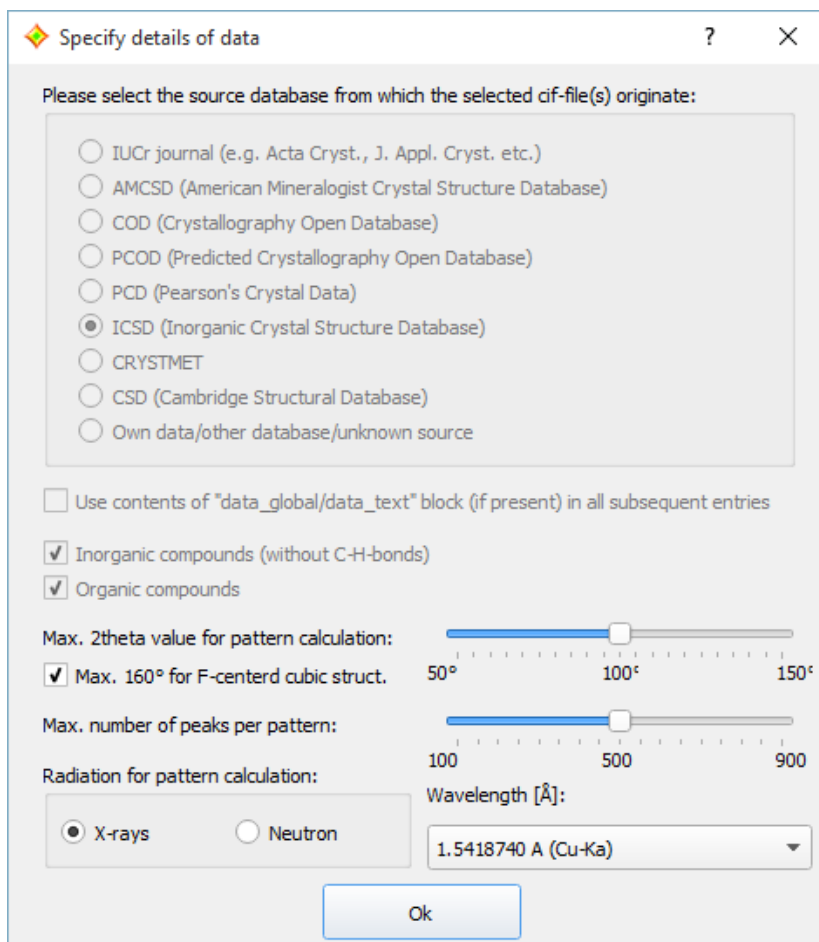 Specify details of data
?
Please select the source database from which the selected cif-file(s) originate:
IUCr journal (e.g. Acta Cryst., J. Appl. Cryst. etc.)
AMCSD (American Mineralogist Crystal Structure Database)
COD (Crystallography Open Database)
PCOD (Predicted Crystallography Open Database)
PCD (Pearson's Crystal Data)
ICSD (Inorganic Crystal Structure Database)
CRYSTMET
CSD (Cambridge Structural Database)
Own data/other database/unknown source
Use contents of "data_global/data_text" block (if present) in all subsequent entries
Inorganic compounds (without C-H-bonds)
Organic compounds
Max. 2theta value for pattern calculation:
Max. 160° for F-centerd cubic struct.
50° 100° 150°
Max. number of peaks per pattern:
100 500 900
Radiation for pattern calculation:
X-rays Neutron
Wavelength [Å]:
1.5418740 A (Cu-Ka)
Ok